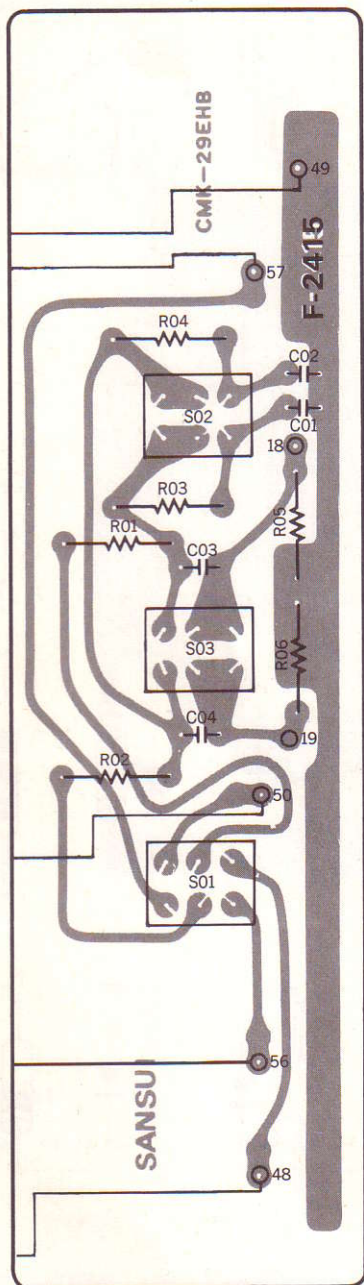 CMK-29EHB
49
F-2415
57
R04
C02
S02
C01
18
R03
R01
R05
C03
S03
R06
C04
19
R02
50
S01
56
SANSUI
48